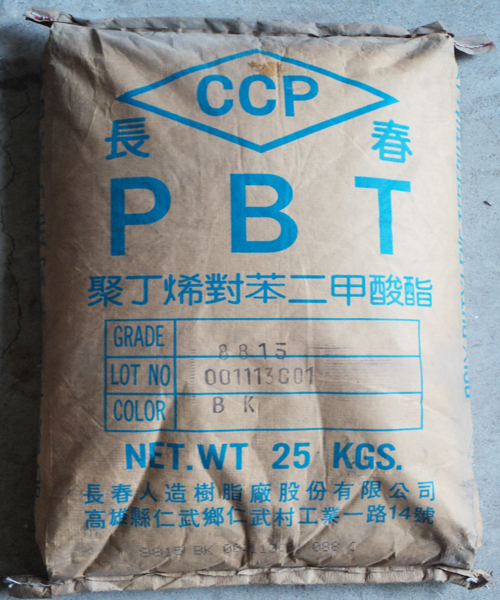 CCP
長 春
PBT
聚丁烯對苯二甲酸酯
GRADE 8815
LOT NO 001113G01
COLOR BK
NET.WT 25 KGS.
長春人造樹脂廠股份有限公司
高雄縣仁武鄉仁武村工業一路14號
8815 BK